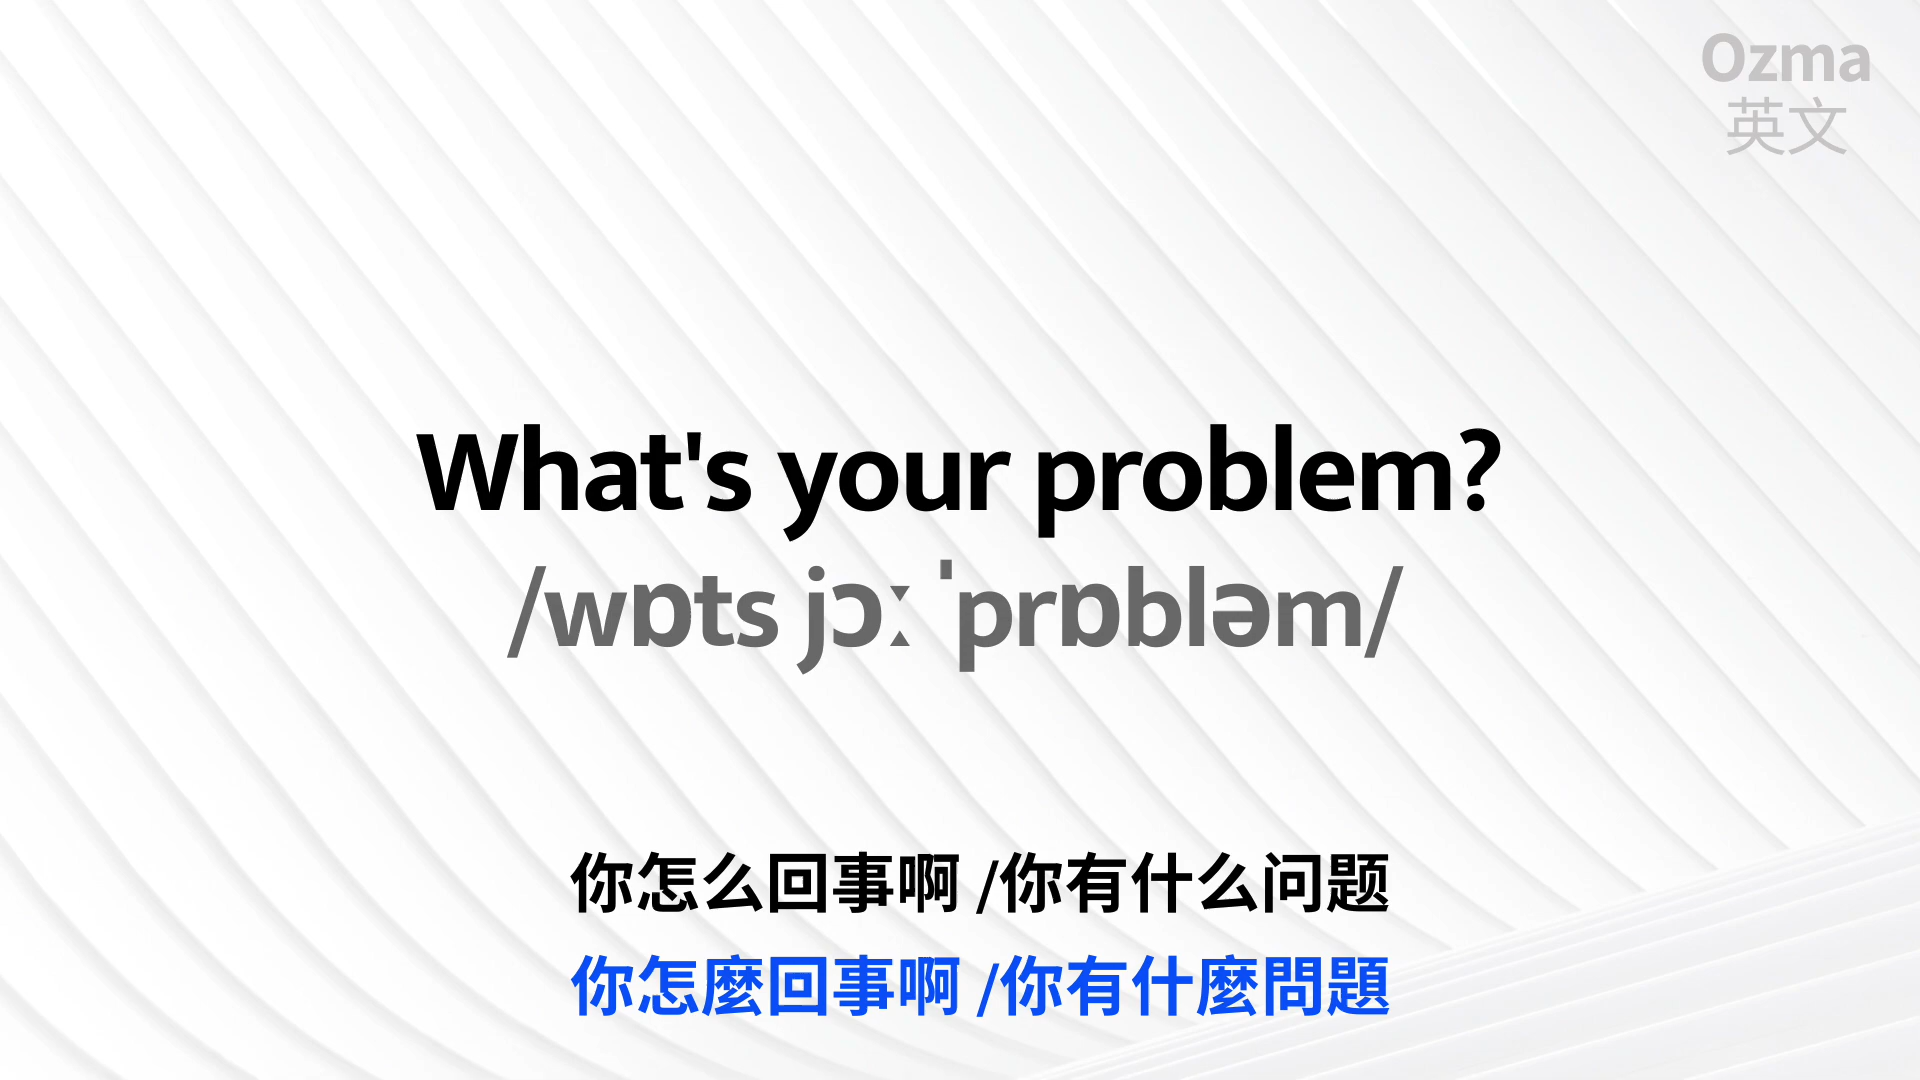 Ozma
英文
What's your problem?
/wɒts jɔː ˈprɒbləm/
你怎么回事啊 /你有什么问题
你怎麼回事啊 /你有什麼問題